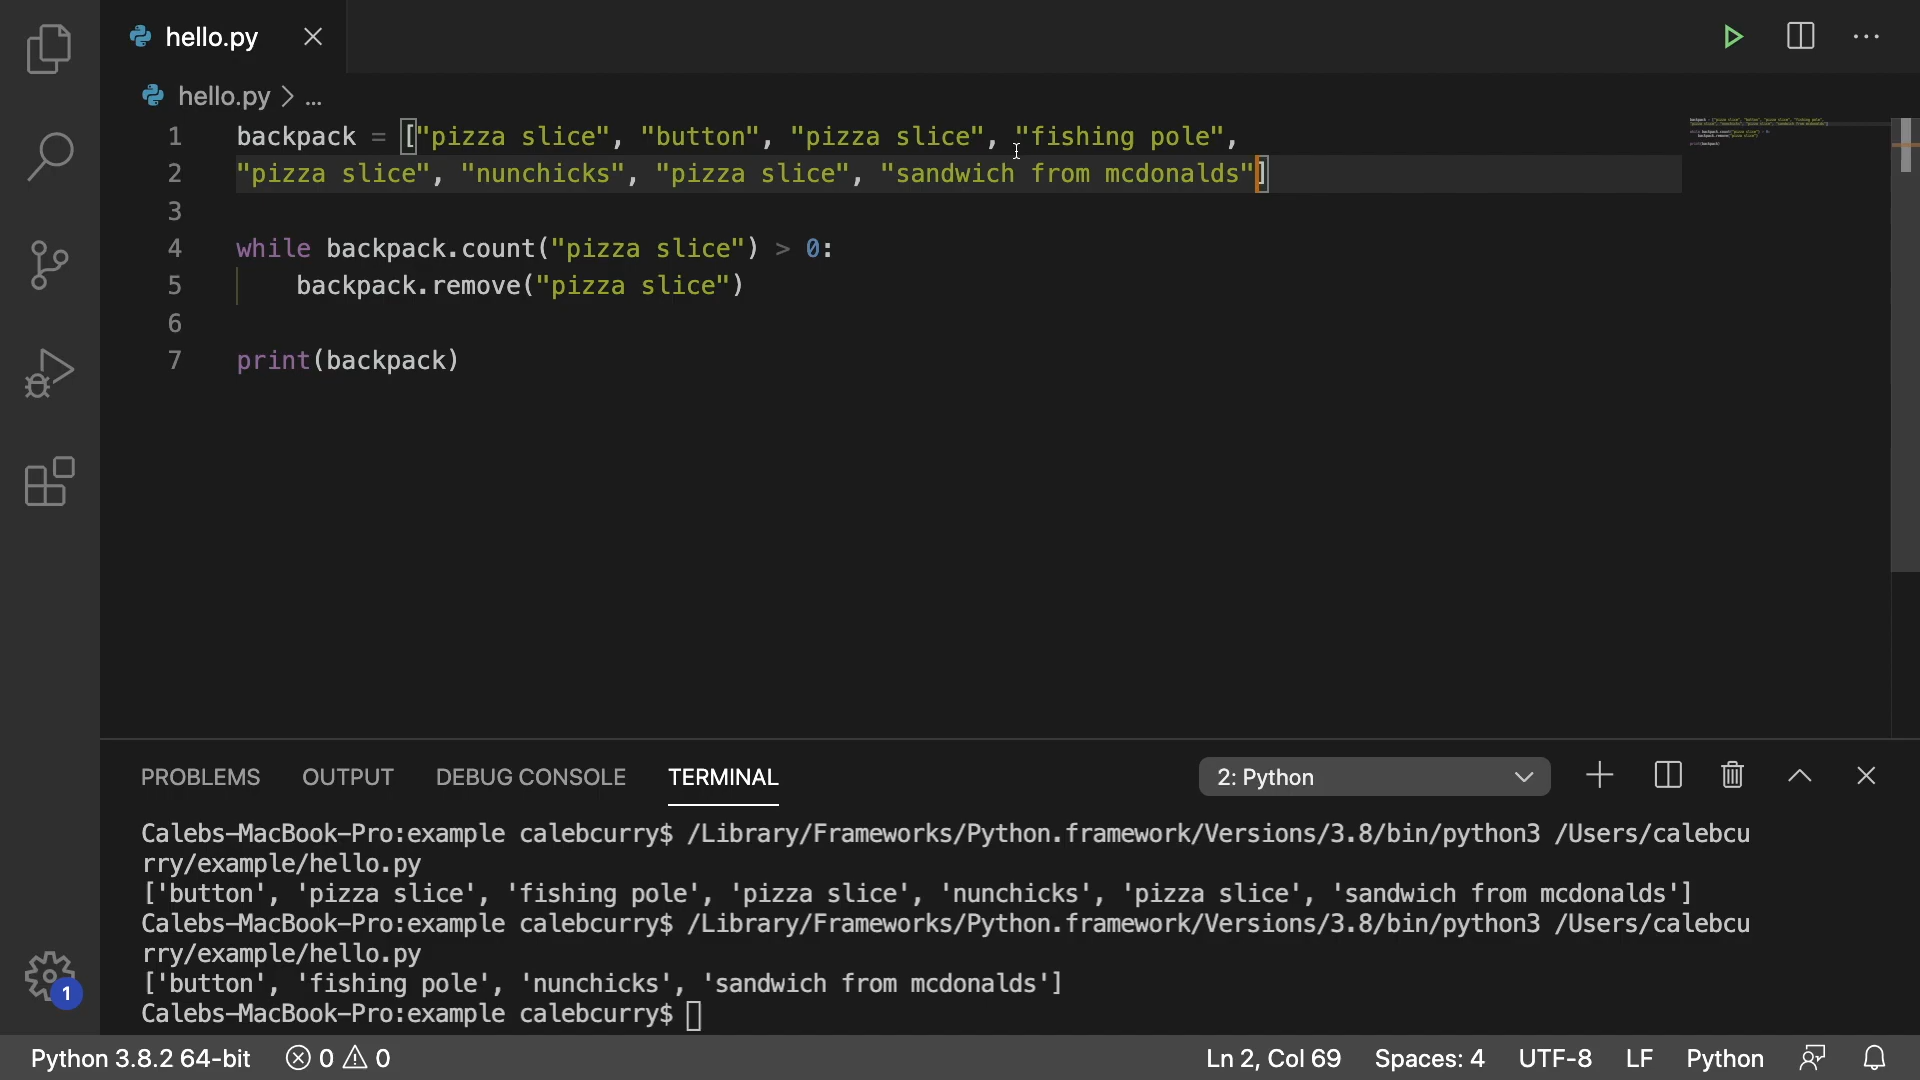 hello.py
hello.py > ...
1 backpack = ["pizza slice", "button", "pizza slice", "fishing pole",
2 "pizza slice", "nunchicks", "pizza slice", "sandwich from mcdonalds"]
3
4 while backpack.count("pizza slice") > 0:
5     backpack.remove("pizza slice")
6
7 print(backpack)
PROBLEMS OUTPUT DEBUG CONSOLE TERMINAL 2: Python
Calebs-MacBook-Pro:example calebcurry$ /Library/Frameworks/Python.framework/Versions/3.8/bin/python3 /Users/calebcu
rry/example/hello.py
['button', 'pizza slice', 'fishing pole', 'pizza slice', 'nunchicks', 'pizza slice', 'sandwich from mcdonalds']
Calebs-MacBook-Pro:example calebcurry$ /Library/Frameworks/Python.framework/Versions/3.8/bin/python3 /Users/calebcu
rry/example/hello.py
['button', 'fishing pole', 'nunchicks', 'sandwich from mcdonalds']
Calebs-MacBook-Pro:example calebcurry$
1
Python 3.8.2 64-bit 0 0 Ln 2, Col 69 Spaces: 4 UTF-8 LF Python